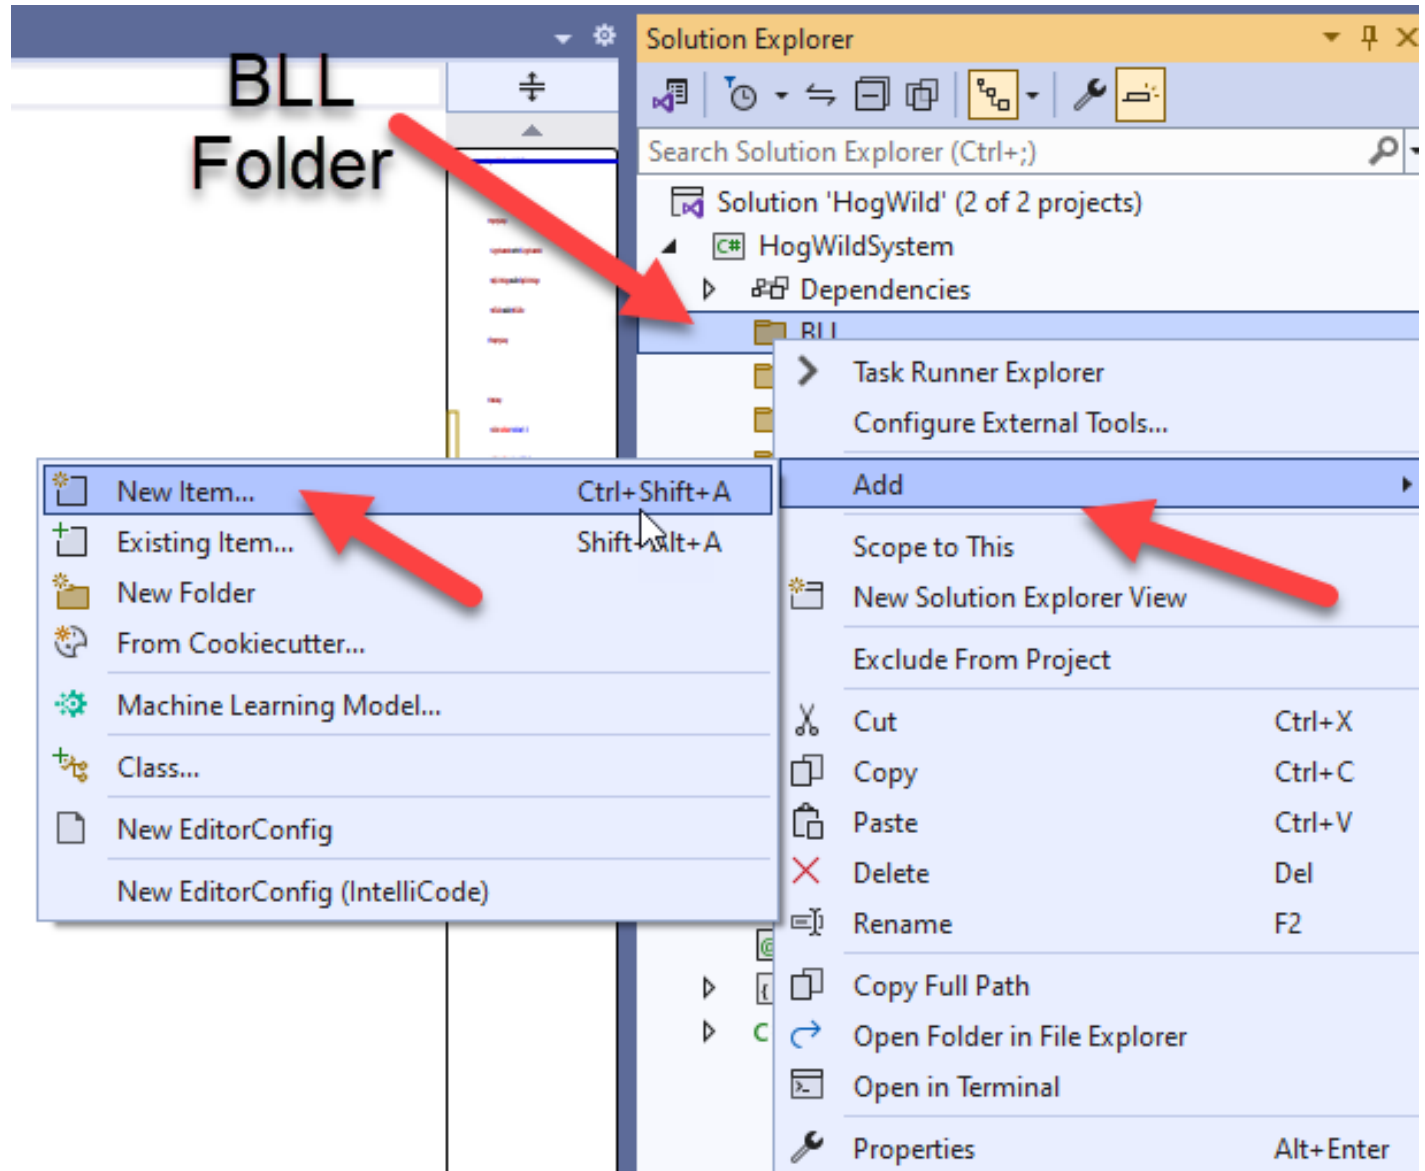 BLL
Folder
Solution Explorer
Search Solution Explorer (Ctrl+;)
Solution 'HogWild' (2 of 2 projects)
C# HogWildSystem
Dependencies
BLL
Task Runner Explorer
Configure External Tools...
Add
Scope to This
New Solution Explorer View
Exclude From Project
Cut Ctrl+X
Copy Ctrl+C
Paste Ctrl+V
Delete Del
Rename F2
Copy Full Path
Open Folder in File Explorer
Open in Terminal
Properties Alt+Enter
New Item... Ctrl+Shift+A
Existing Item... Shift+Alt+A
New Folder
From Cookiecutter...
Machine Learning Model...
Class...
New EditorConfig
New EditorConfig (IntelliCode)